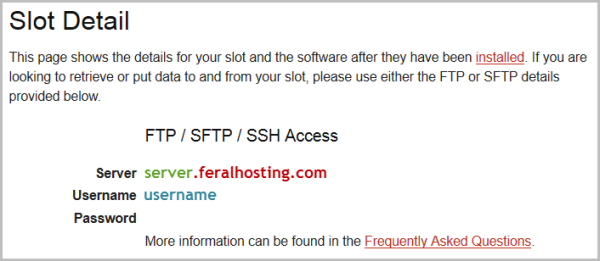 Slot Detail
This page shows the details for your slot and the software after they have been installed. If you are
looking to retrieve or put data to and from your slot, please use either the FTP or SFTP details
provided below.
FTP / SFTP / SSH Access
Server server.feralhosting.com
Username username
Password
More information can be found in the Frequently Asked Questions.